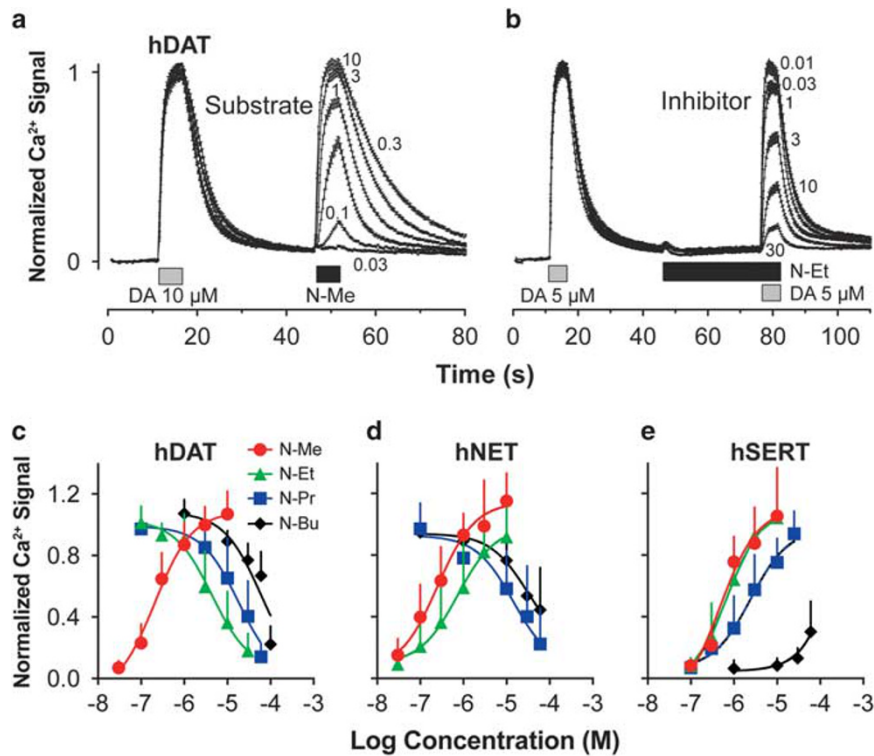 a
hDAT
Normalized Ca²⁺ Signal
1
0
Substrate
10
3
1
0.3
0.1
0.03
DA 10 µM
N-Me
0
20
40
60
80
b
Inhibitor
0.01
0.03
1
3
10
30
N-Et
DA 5 µM
DA 5 µM
0
20
40
60
80
100
Time (s)
c
hDAT
N-Me
N-Et
N-Pr
N-Bu
Normalized Ca²⁺ Signal
1.2
0.8
0.4
0.0
-8
-7
-6
-5
-4
-3
d
hNET
-8
-7
-6
-5
-4
-3
e
hSERT
-8
-7
-6
-5
-4
-3
Log Concentration (M)